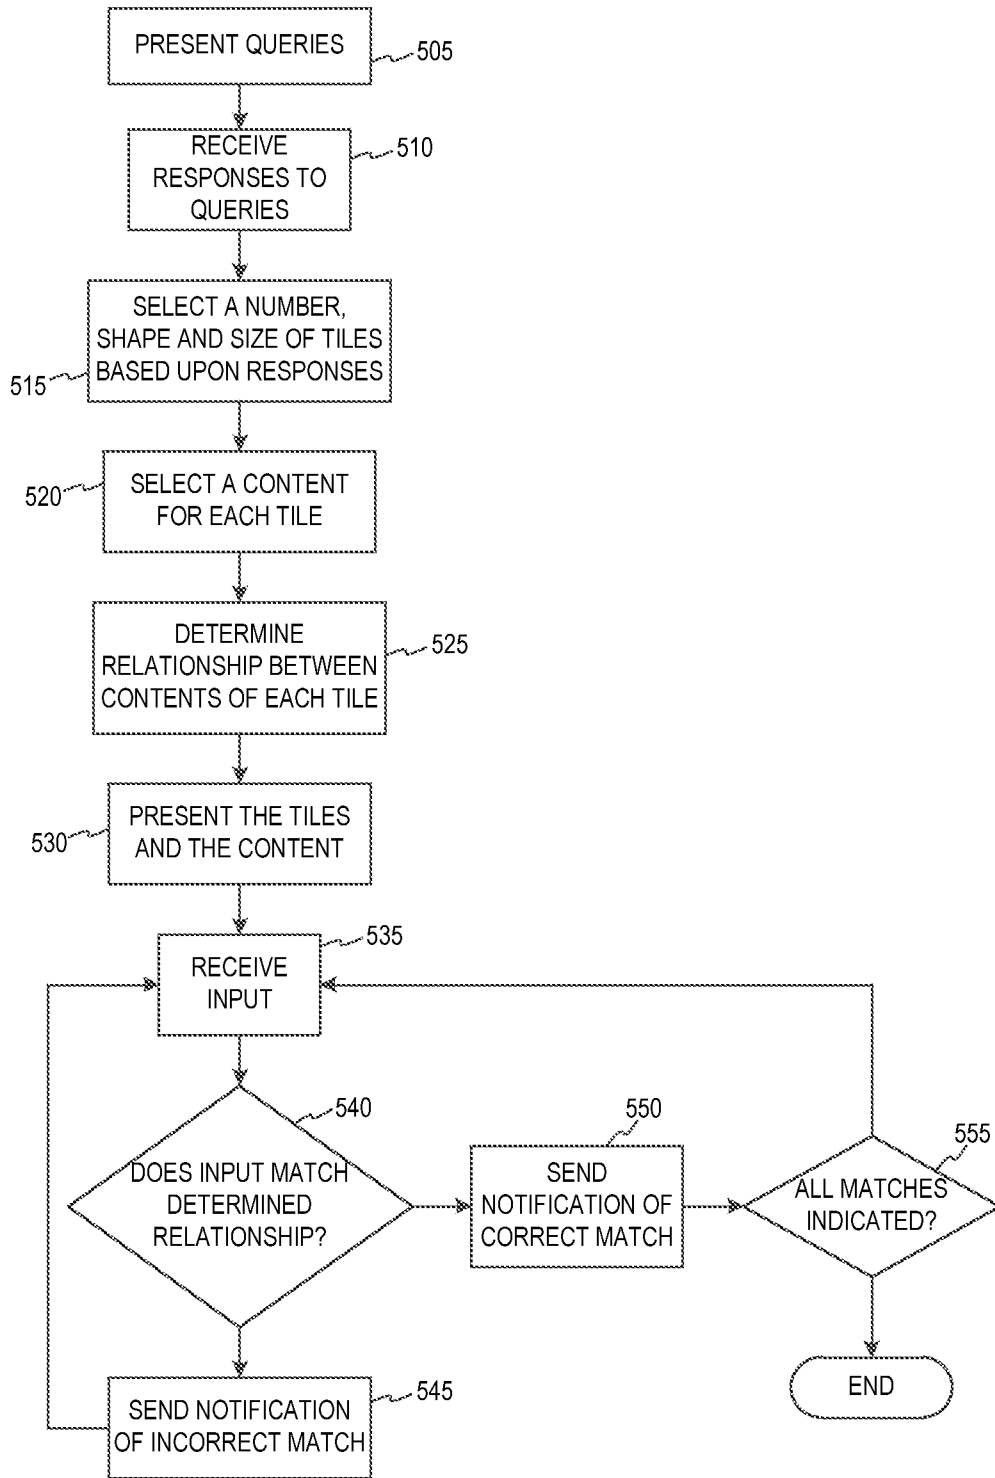 PRESENT QUERIES
505
RECEIVE
RESPONSES TO
QUERIES
510
SELECT A NUMBER,
SHAPE AND SIZE OF TILES
BASED UPON RESPONSES
515
SELECT A CONTENT
FOR EACH TILE
520
DETERMINE
RELATIONSHIP BETWEEN
CONTENTS OF EACH TILE
525
PRESENT THE TILES
AND THE CONTENT
530
RECEIVE
INPUT
535
DOES INPUT MATCH
DETERMINED
RELATIONSHIP?
540
SEND
NOTIFICATION OF
CORRECT MATCH
550
ALL MATCHES
INDICATED?
555
SEND NOTIFICATION
OF INCORRECT MATCH
545
END